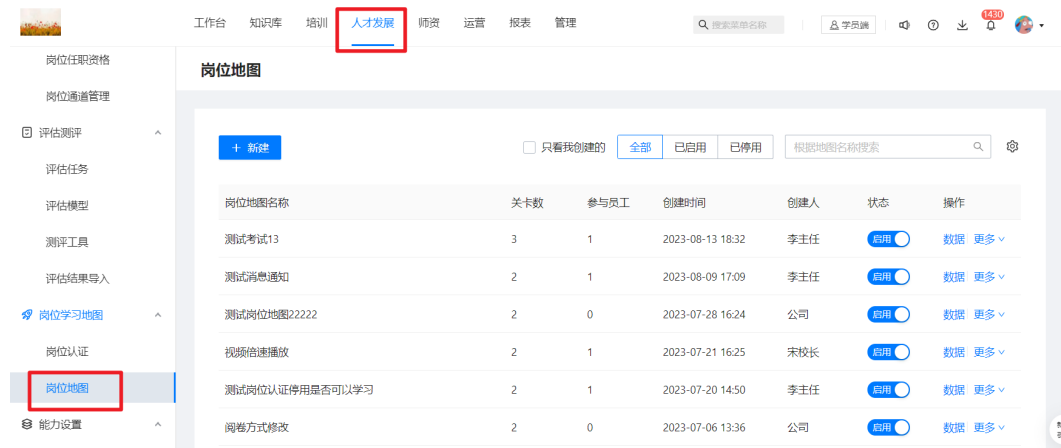 工作台 知识库 培训 人才发展 师资 运营 报表 管理 搜索菜单名称 学员端 1430
岗位任职资格
岗位通道管理
评估测评
评估任务
评估模型
测评工具
评估结果导入
岗位学习地图
岗位认证
岗位地图
能力设置
岗位地图
+ 新建 只看我创建的 全部 已启用 已停用 根据地图名称搜索
岗位地图名称 关卡数 参与员工 创建时间 创建人 状态 操作
测试考试13 3 1 2023-08-13 18:32 李主任 启用 数据 更多
测试消息通知 2 1 2023-08-09 17:09 李主任 启用 数据 更多
测试岗位地图22222 2 0 2023-07-28 16:24 公司 启用 数据 更多
视频倍速播放 2 1 2023-07-21 16:25 宋校长 启用 数据 更多
测试岗位认证停用是否可以学习 2 1 2023-07-20 14:50 李主任 启用 数据 更多
阅卷方式修改 2 0 2023-07-06 13:36 公司 启用 数据 更多